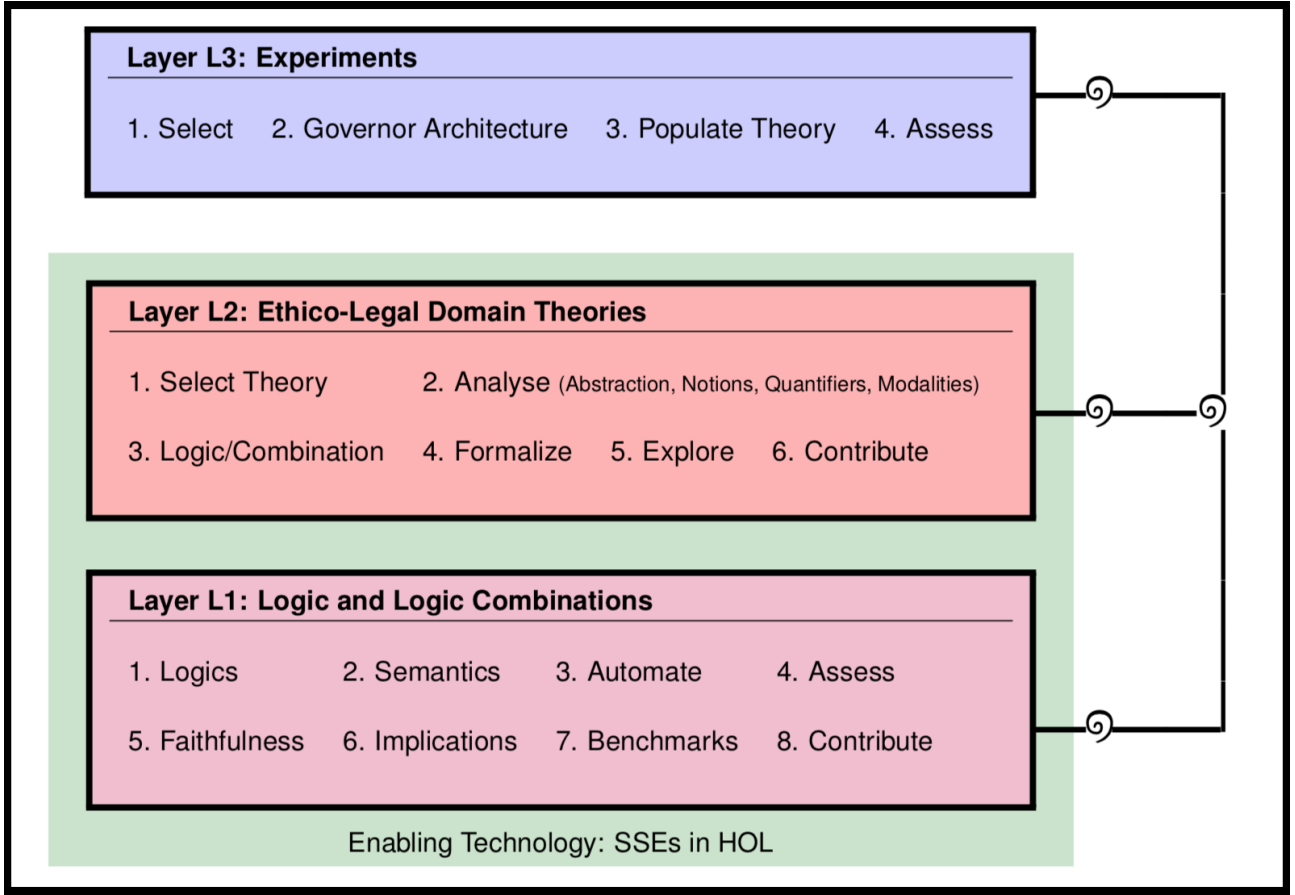 Layer L3: Experiments
1. Select 2. Governor Architecture 3. Populate Theory 4. Assess
Layer L2: Ethico-Legal Domain Theories
1. Select Theory 2. Analyse (Abstraction, Notions, Quantifiers, Modalities)
3. Logic/Combination 4. Formalize 5. Explore 6. Contribute
Layer L1: Logic and Logic Combinations
1. Logics 2. Semantics 3. Automate 4. Assess
5. Faithfulness 6. Implications 7. Benchmarks 8. Contribute
Enabling Technology: SSEs in HOL